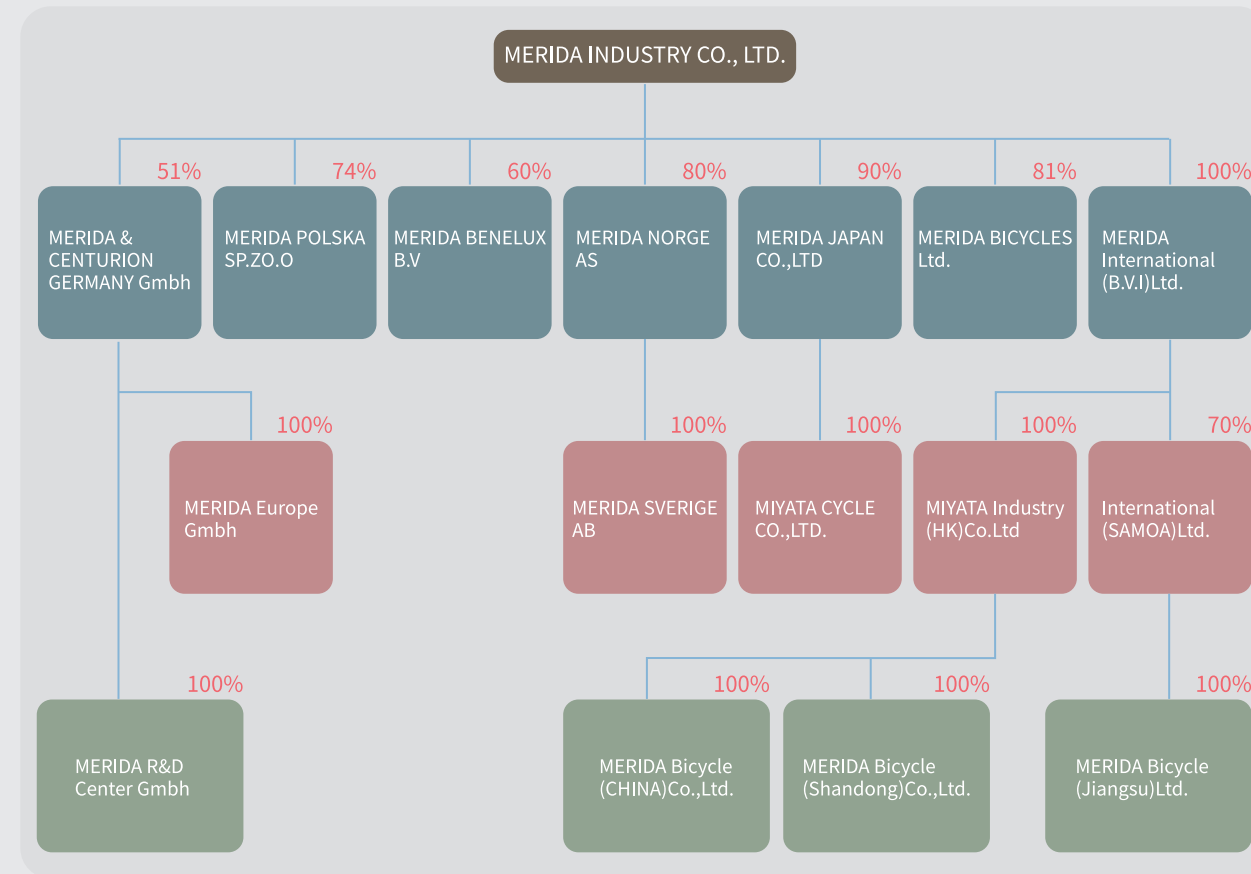 MERIDA INDUSTRY CO., LTD.
51%
74%
60%
80%
90%
81%
100%
MERIDA &
CENTURION
GERMANY Gmbh
MERIDA POLSKA
SP.ZO.O
MERIDA BENELUX
B.V
MERIDA NORGE
AS
MERIDA JAPAN
CO.,LTD
MERIDA BICYCLES
Ltd.
MERIDA
International
(B.V.I)Ltd.
100%
100%
100%
100%
70%
MERIDA Europe
Gmbh
MERIDA SVERIGE
AB
MIYATA CYCLE
CO.,LTD.
MIYATA Industry
(HK)Co.Ltd
International
(SAMOA)Ltd.
100%
100%
100%
100%
MERIDA R&D
Center Gmbh
MERIDA Bicycle
(CHINA)Co.,Ltd.
MERIDA Bicycle
(Shandong)Co.,Ltd.
MERIDA Bicycle
(Jiangsu)Ltd.